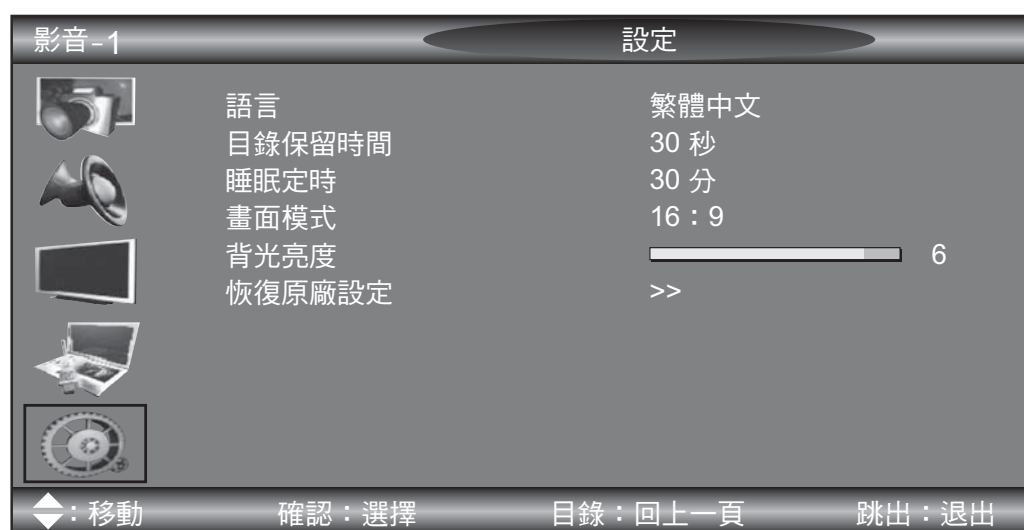 影音-1 設定
語言 繁體中文
目錄保留時間 30 秒
睡眠定時 30 分
畫面模式 16：9
背光亮度 6
恢復原廠設定 >>
：移動 確認：選擇 目錄：回上一頁 跳出：退出